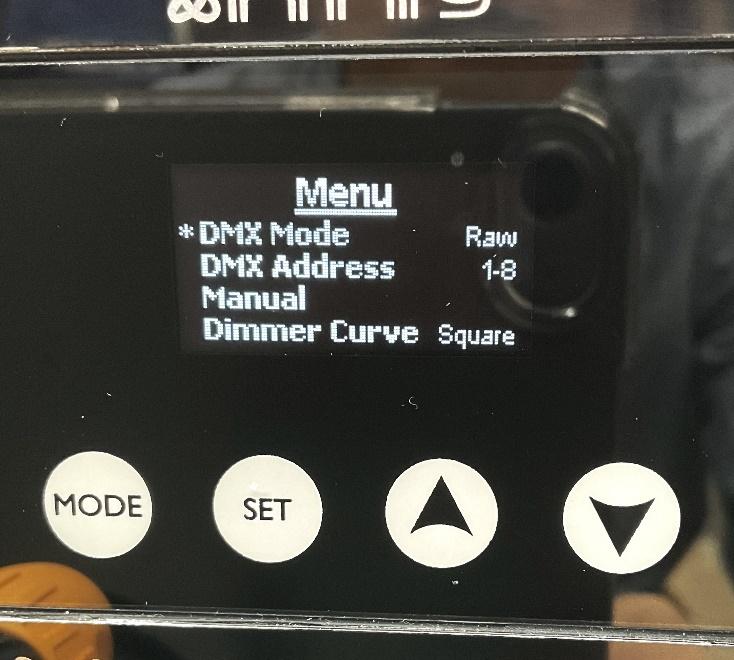 Menu
*DMX Mode Raw
DMX Address 1-8
Manual
Dimmer Curve Square
MODE SET